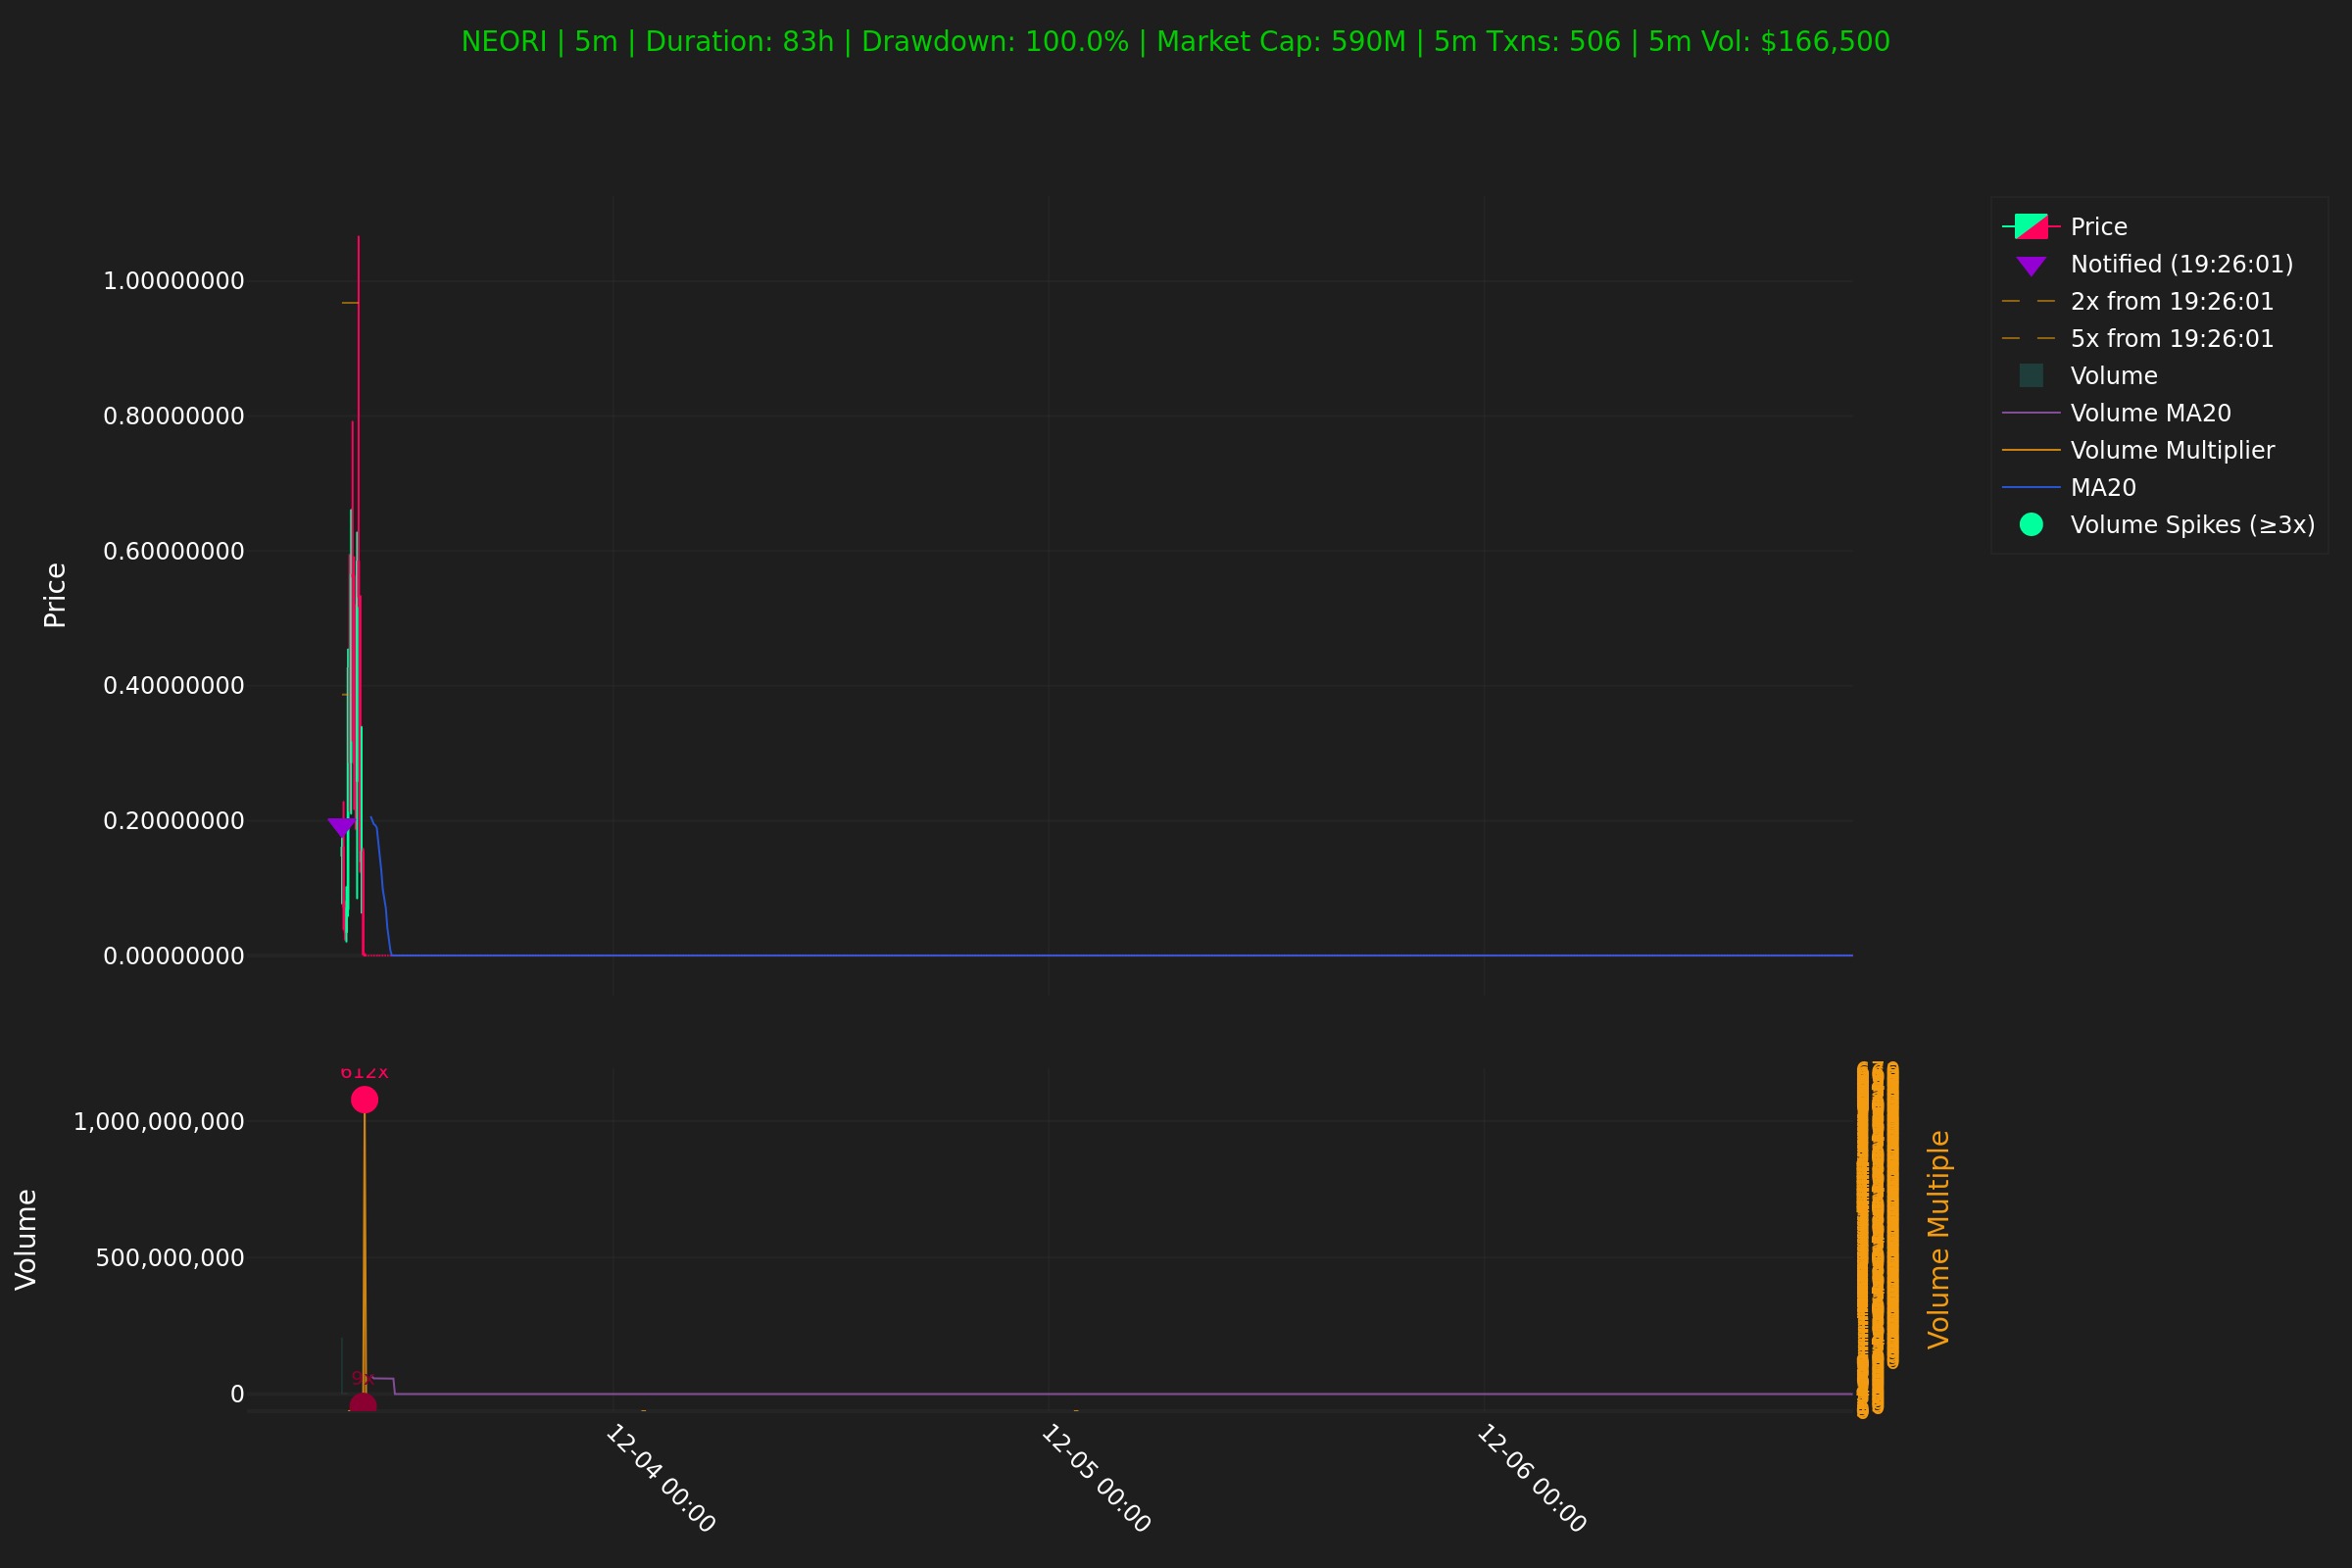 NEORI | 5m | Duration: 83h | Drawdown: 100.0% | Market Cap: 590M | 5m Txns: 506 | 5m Vol: $166,500
Price
1.00000000
0.80000000
0.60000000
0.40000000
0.20000000
0.00000000
Price
Notified (19:26:01)
2x from 19:26:01
5x from 19:26:01
Volume
Volume MA20
Volume Multiplier
MA20
Volume Spikes (≥3x)
Volume
1,000,000,000
500,000,000
0
612x
9x
Volume Multiple
12-04 00:00
12-05 00:00
12-06 00:00